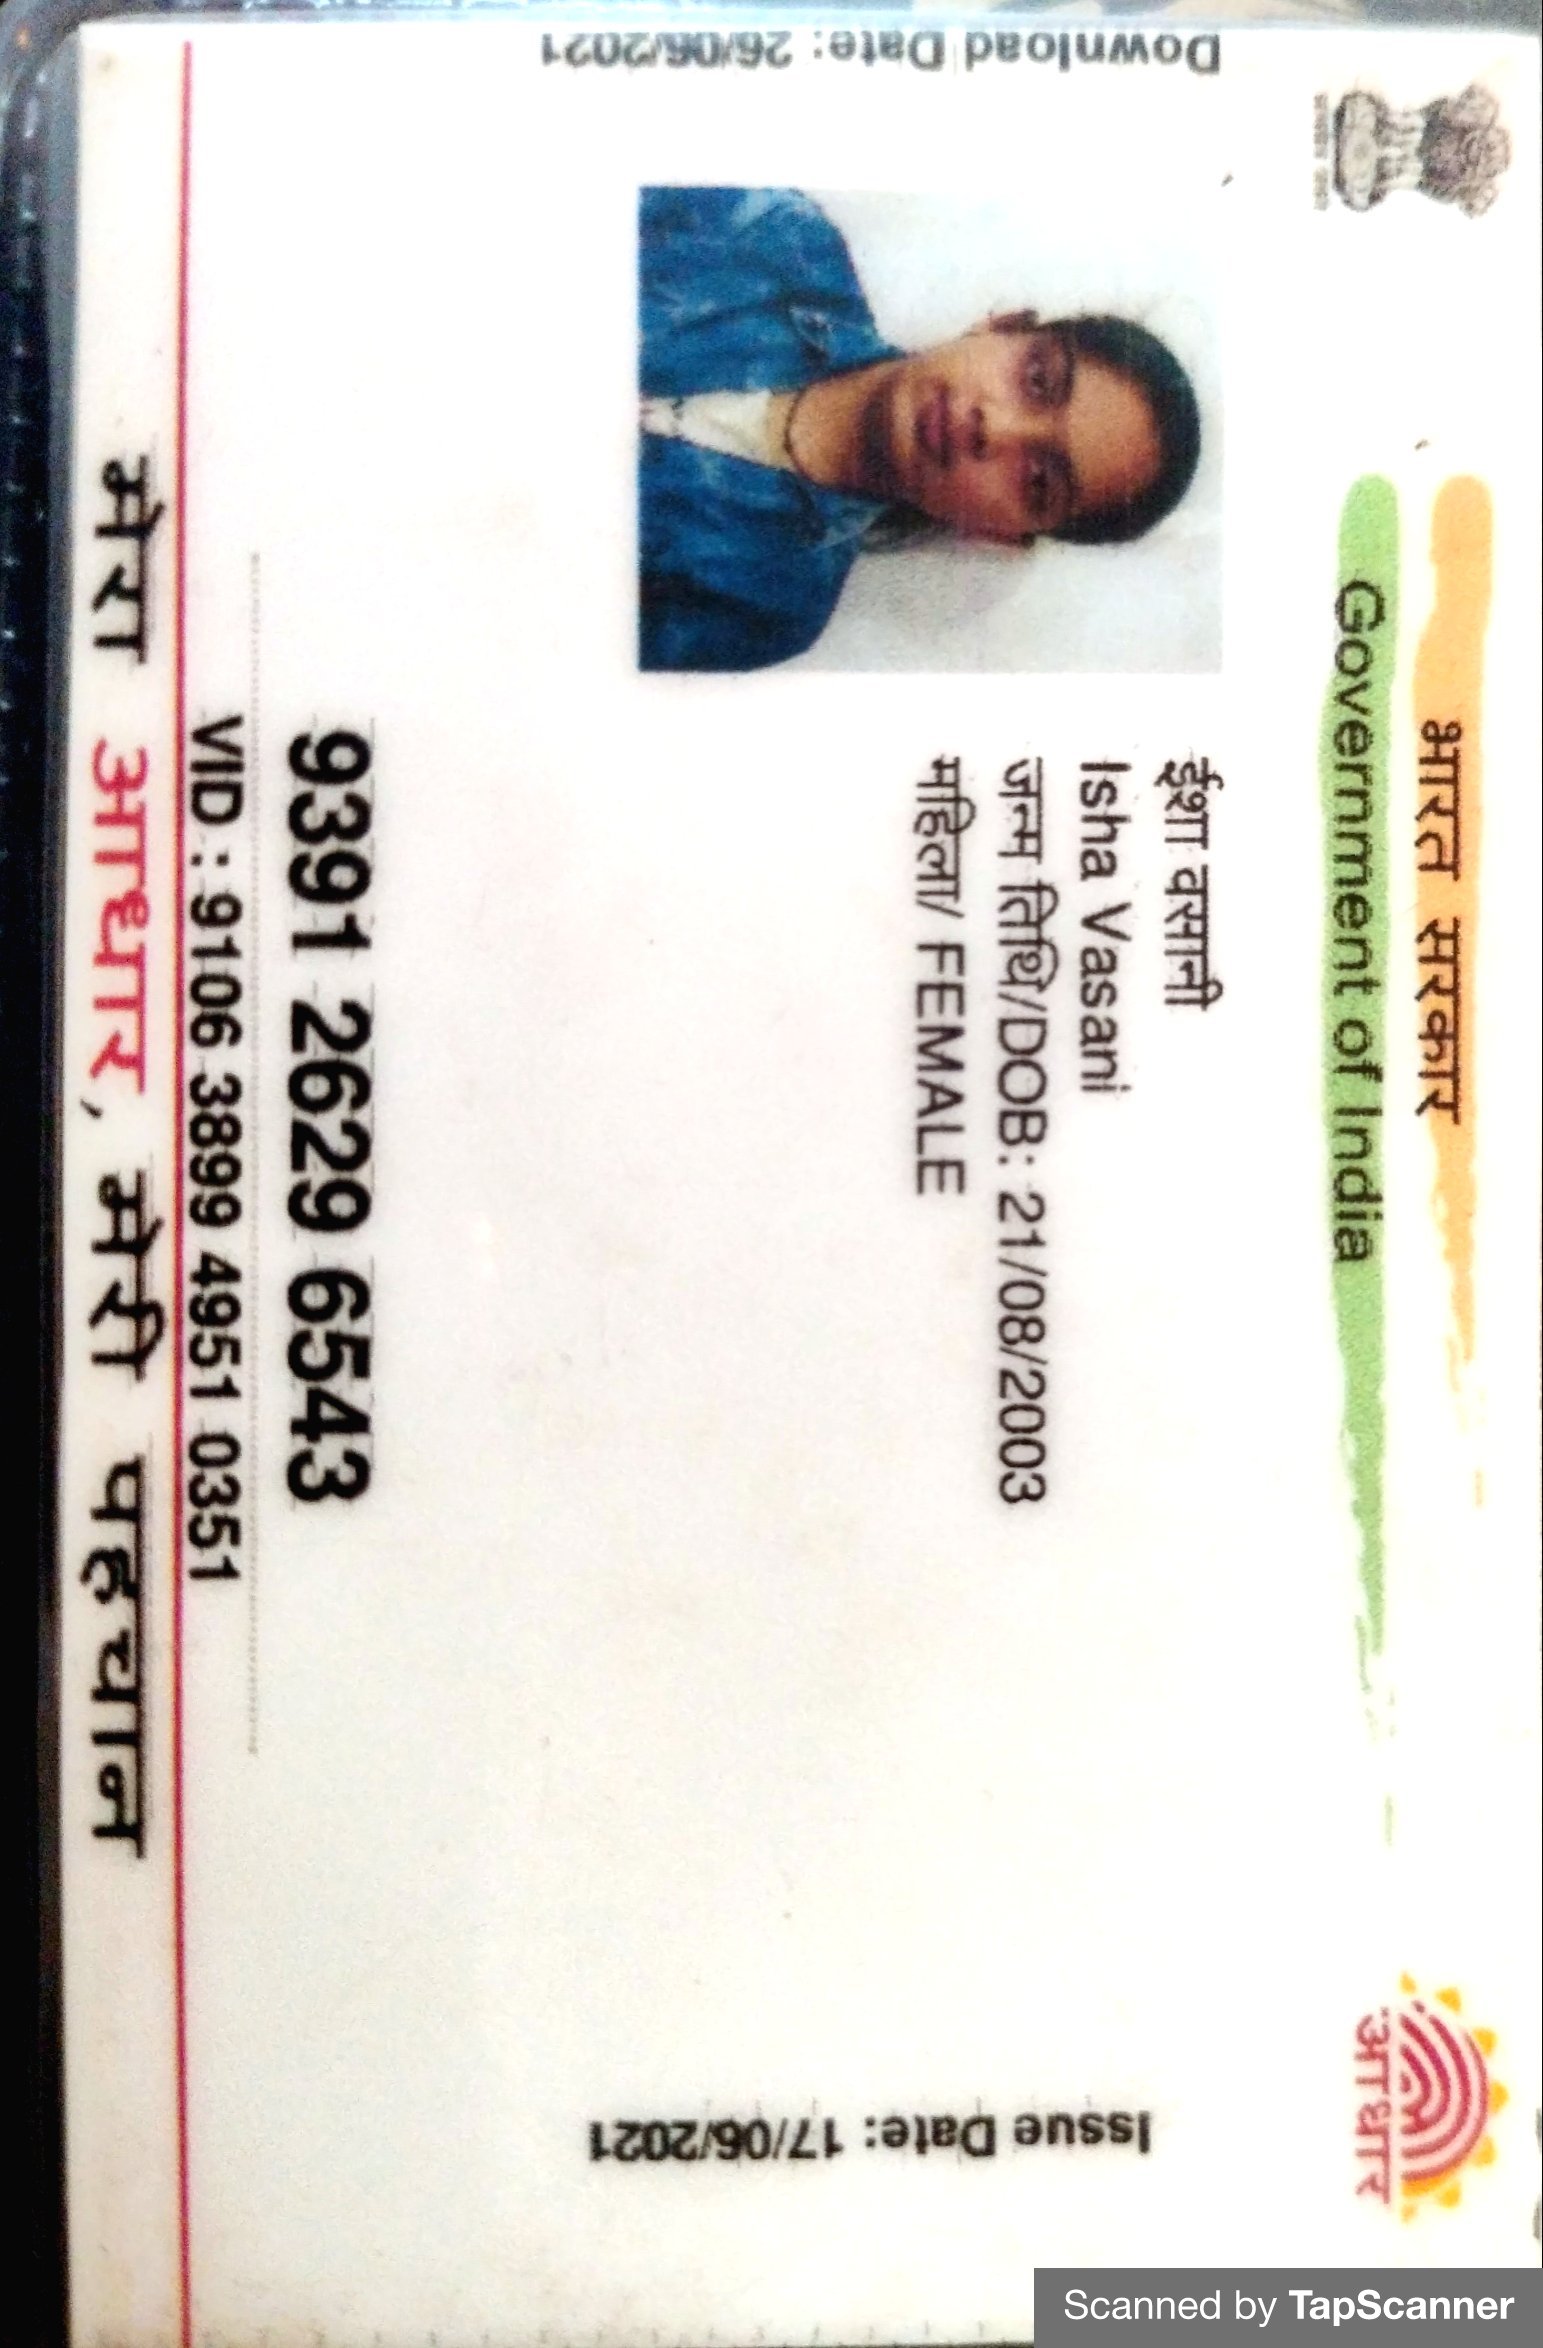 भारत सरकार
Government of India
Download Date: 26/06/2021
ईशा वसानी
Isha Vasani
जन्म तिथि/DOB: 21/08/2003
महिला/ FEMALE
Issue Date: 17/06/2021
आधार
9391 2629 6543
VID : 9106 3899 4951 0351
मेरा आधार, मेरी पहचान
Scanned by TapScanner